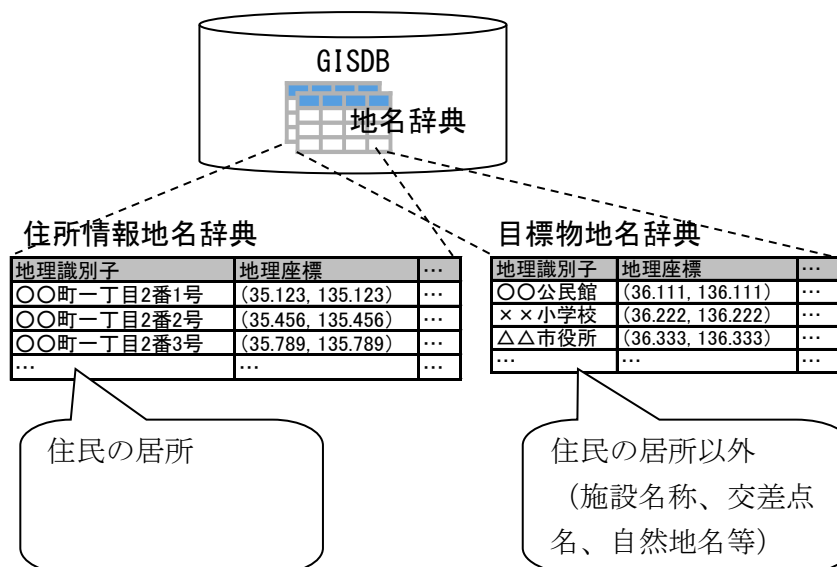 GISDB
地名辞典
住所情報地名辞典
地理識別子 地理座標 …
〇〇町一丁目2番1号 (35.123, 135.123) …
〇〇町一丁目2番2号 (35.456, 135.456) …
〇〇町一丁目2番3号 (35.789, 135.789) …
… … …
住民の居所
目標物地名辞典
地理識別子 地理座標 …
〇〇公民館 (36.111, 136.111) …
××小学校 (36.222, 136.222) …
△△市役所 (36.333, 136.333) …
… … …
住民の居所以外
(施設名称、交差点
名、自然地名等)